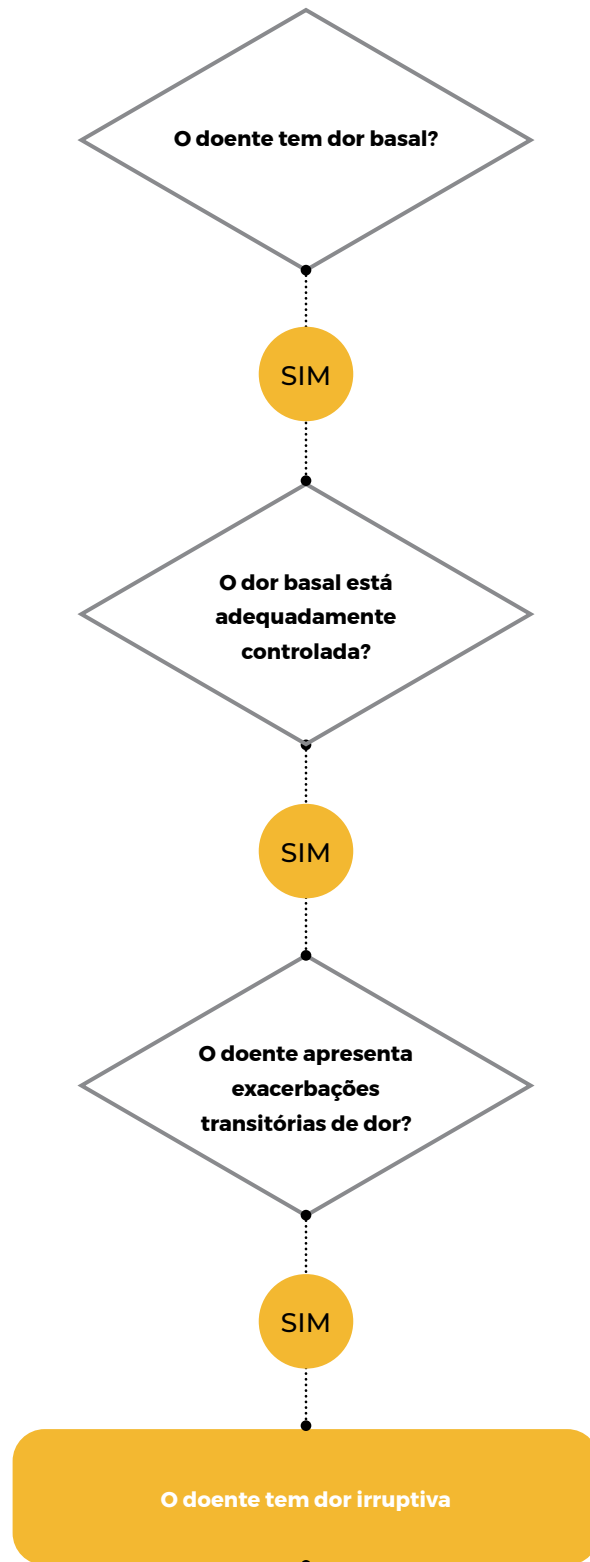 O doente tem dor basal?
SIM
O dor basal está
adequadamente
controlada?
SIM
O doente apresenta
exacerbações
transitórias de dor?
SIM
O doente tem dor irruptiva